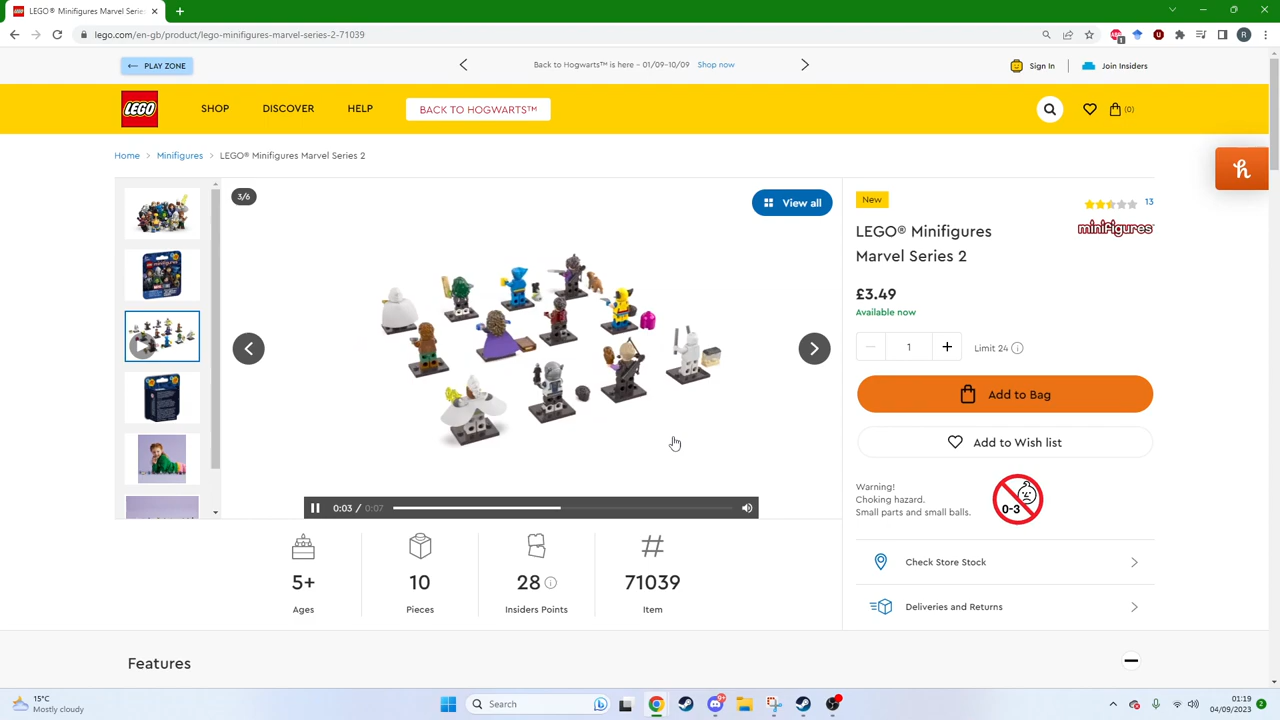 LEGO® Minifigures Marvel Serie
lego.com/en-gb/product/lego-minifigures-marvel-series-2-71039
1
R
← PLAY ZONE
Back to Hogwarts™ is here – 01/09-10/09 Shop now
Sign In
Join Insiders
LEGO
SHOP
DISCOVER
HELP
BACK TO HOGWARTS™
(0)
Home
Minifigures
LEGO® Minifigures Marvel Series 2
3/6
View all
New
13
minifigures
LEGO® Minifigures
Marvel Series 2
£3.49
Available now
1
Limit 24
Add to Bag
Add to Wish list
Warning!
Choking hazard.
Small parts and small balls.
0-3
0:03 / 0:07
Check Store Stock
Deliveries and Returns
5+
Ages
10
Pieces
28
Insiders Points
71039
Item
Features
15°C
Mostly cloudy
Search
9+
01:19
04/09/2023
2